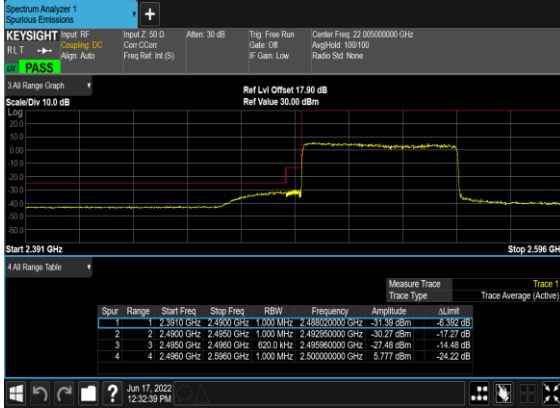 Spectrum Analyzer 1
Spurious Emissions
+
KEYSIGHT Input: RF Input Z: 50 Ω Atten: 30 dB Trig: Free Run Center Freq: 22.005000000 GHz
RLT Coupling: DC Corr CCorr Gate: Off Avg|Hold: 100/100
Align: Auto Freq Ref: Int (S) IF Gain: Low Radio Std: None
PASS
3.All Range Graph
Ref Lvl Offset 17.90 dB
Scale/Div 10.0 dB Ref Value 30.00 dBm
Log
20.0
10.0
0.00
-10.0
-20.0
-30.0
-40.0
-50.0
-60.0
Start 2.391 GHz Stop 2.596 GH
4.All Range Table
Measure Trace Trace 1
Trace Type Trace Average (Active)
Spur Range Start Freq Stop Freq RBW Frequency Amplitude ΔLimit
1 1 2.3910 GHz 2.4900 GHz 1.000 MHz 2.488020000 GHz -31.39 dBm -6.392 dB
2 2 2.4900 GHz 2.4950 GHz 1.000 MHz 2.492950000 GHz -30.27 dBm -17.27 dB
3 3 2.4950 GHz 2.4960 GHz 620.0 kHz 2.495960000 GHz -27.48 dBm -14.48 dB
4 4 2.4960 GHz 2.5960 GHz 1.000 MHz 2.500000000 GHz 5.777 dBm -24.22 dB
?
Jun 17, 2022
12:32:39 PM